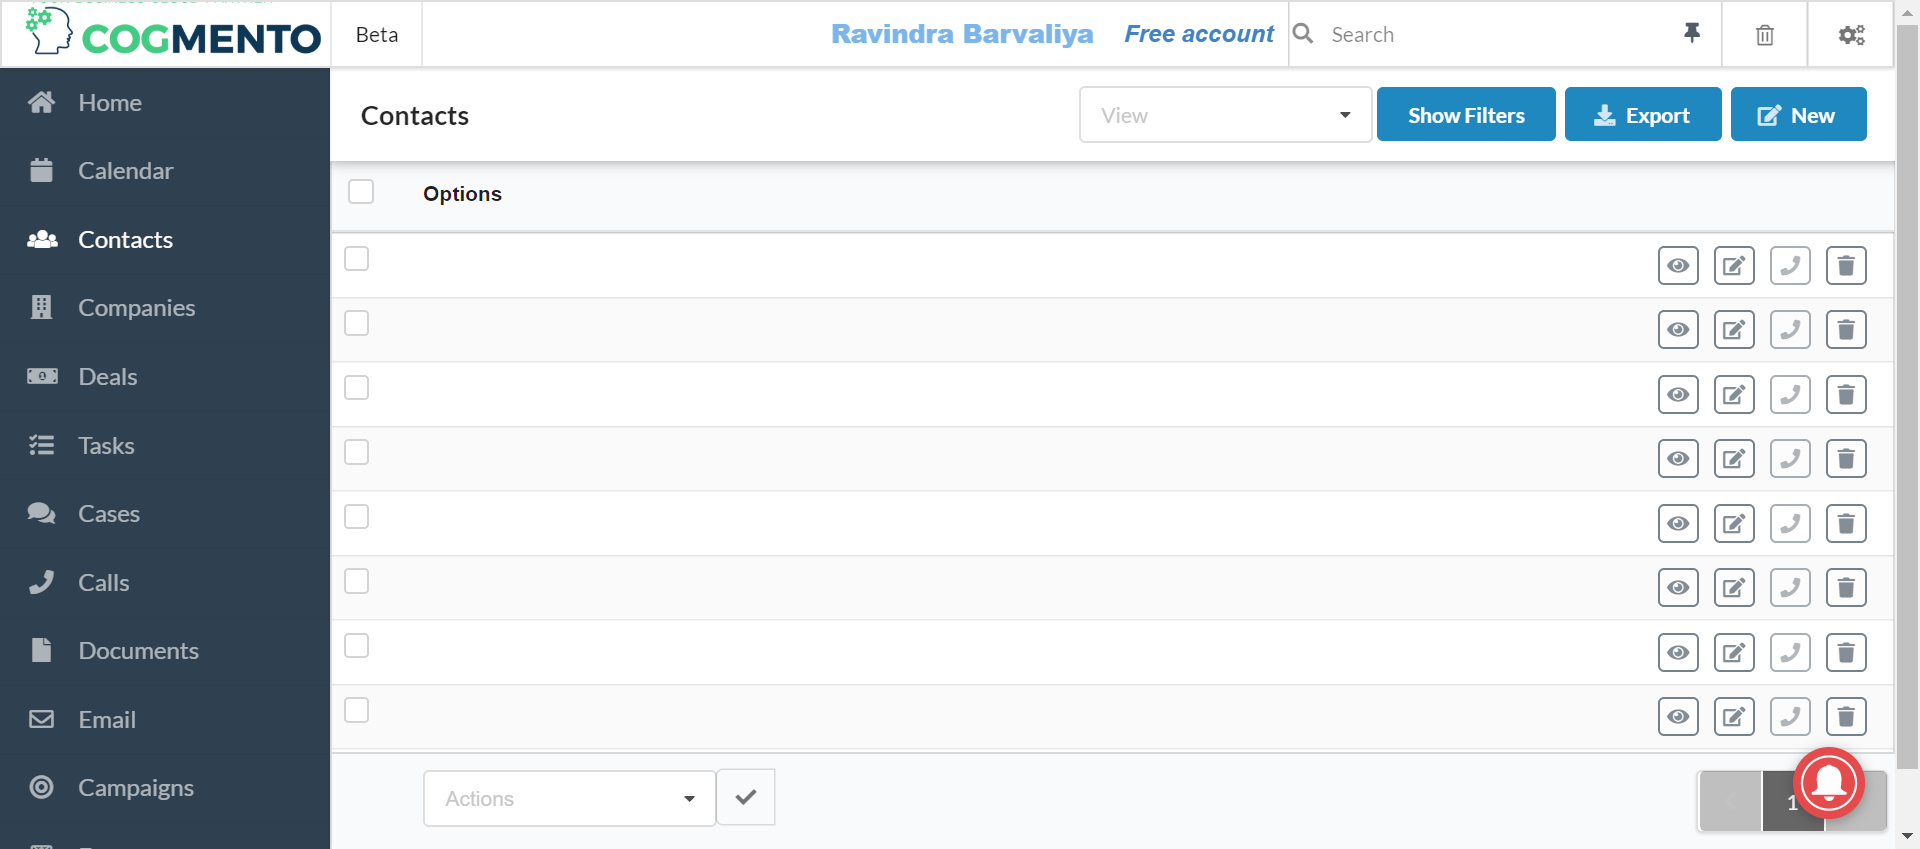 COGMENTO
Beta
Ravindra Barvaliya
Free account
Search
Home
Calendar
Contacts
Companies
Deals
Tasks
Cases
Calls
Documents
Email
Campaigns
Contacts
View
Show Filters
Export
New
Options
Actions
1